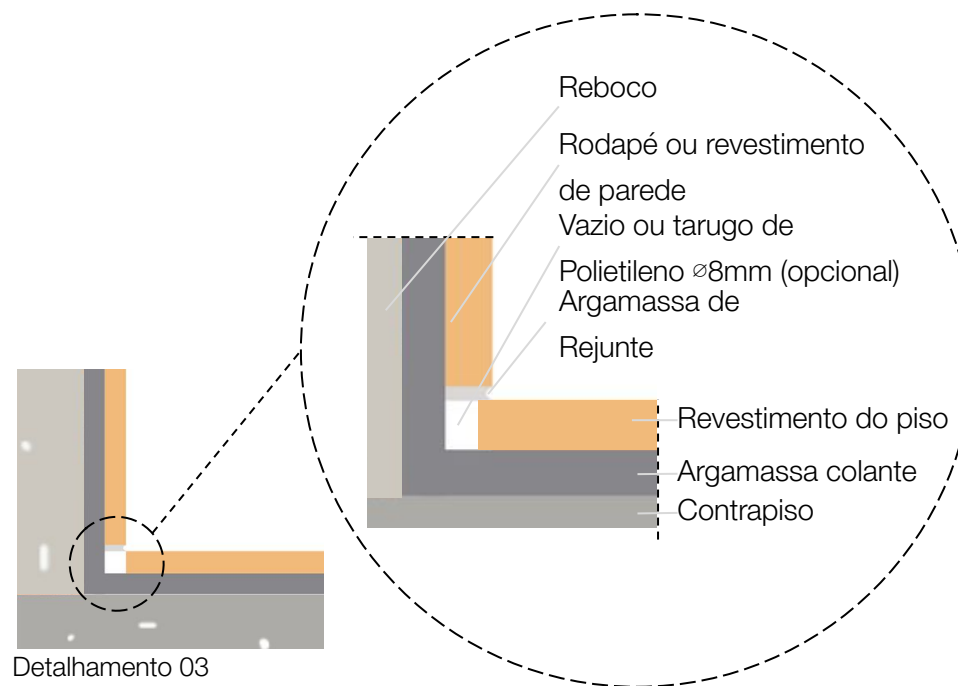 Reboco
Rodapé ou revestimento
de parede
Vazio ou tarugo de
Polietileno ⌀8mm (opcional)
Argamassa de
Rejunte
Revestimento do piso
Argamassa colante
Contrapiso
Detalhamento 03